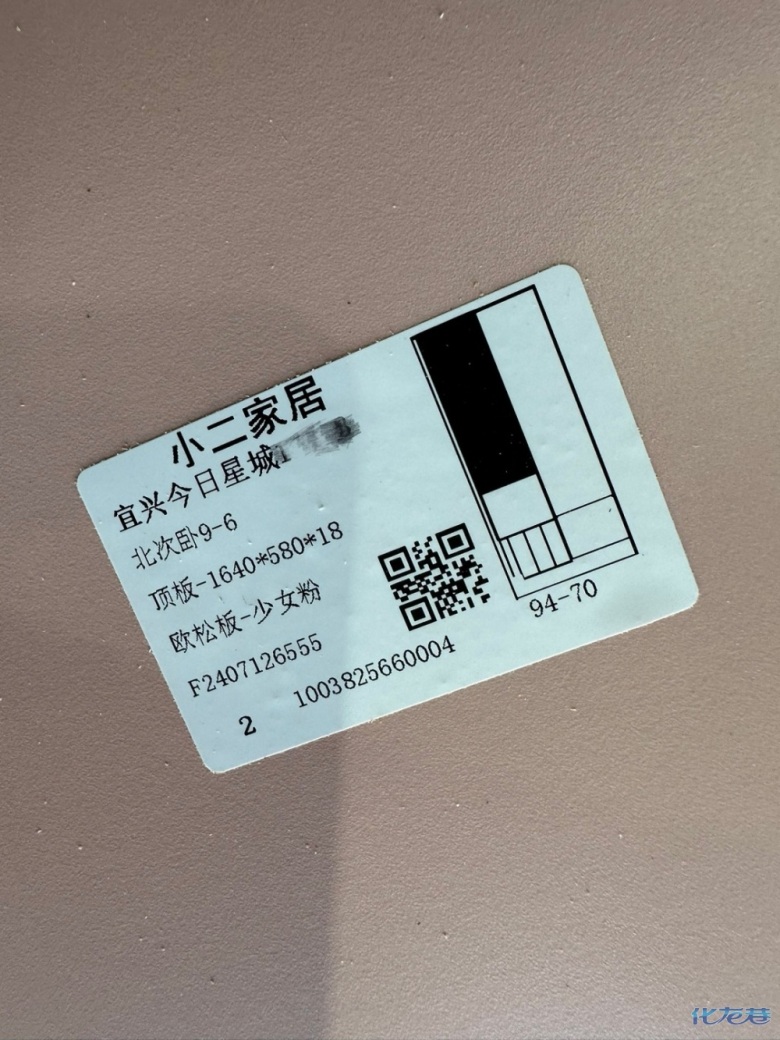 小二家居
宜兴今日星城
北次卧9-6
顶板-1640*580*18
欧松板-少女粉
F2407126555
2 1003825660004
94-70
化龙巷